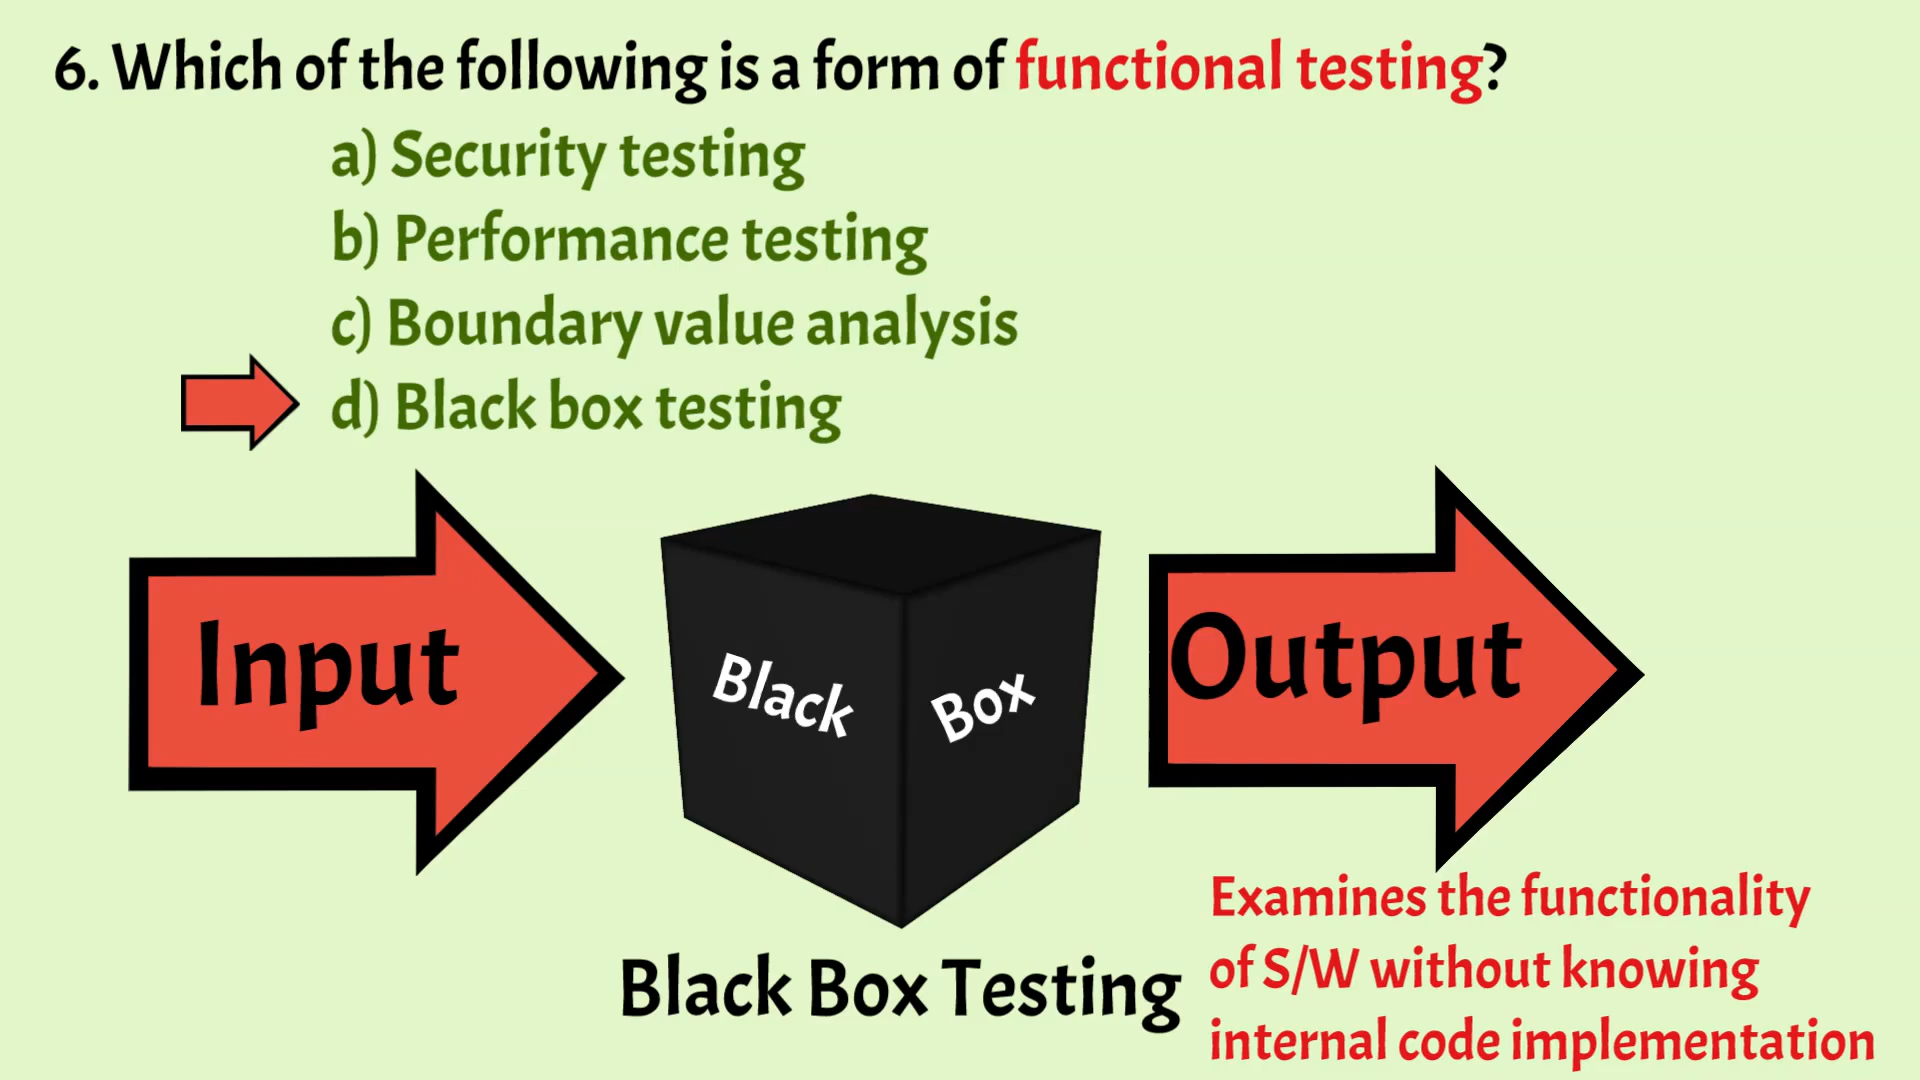 6. Which of the following is a form of functional testing?
a) Security testing
b) Performance testing
c) Boundary value analysis
d) Black box testing
Input
Black
Box
Output
Black Box Testing
Examines the functionality
of S/W without knowing
internal code implementation